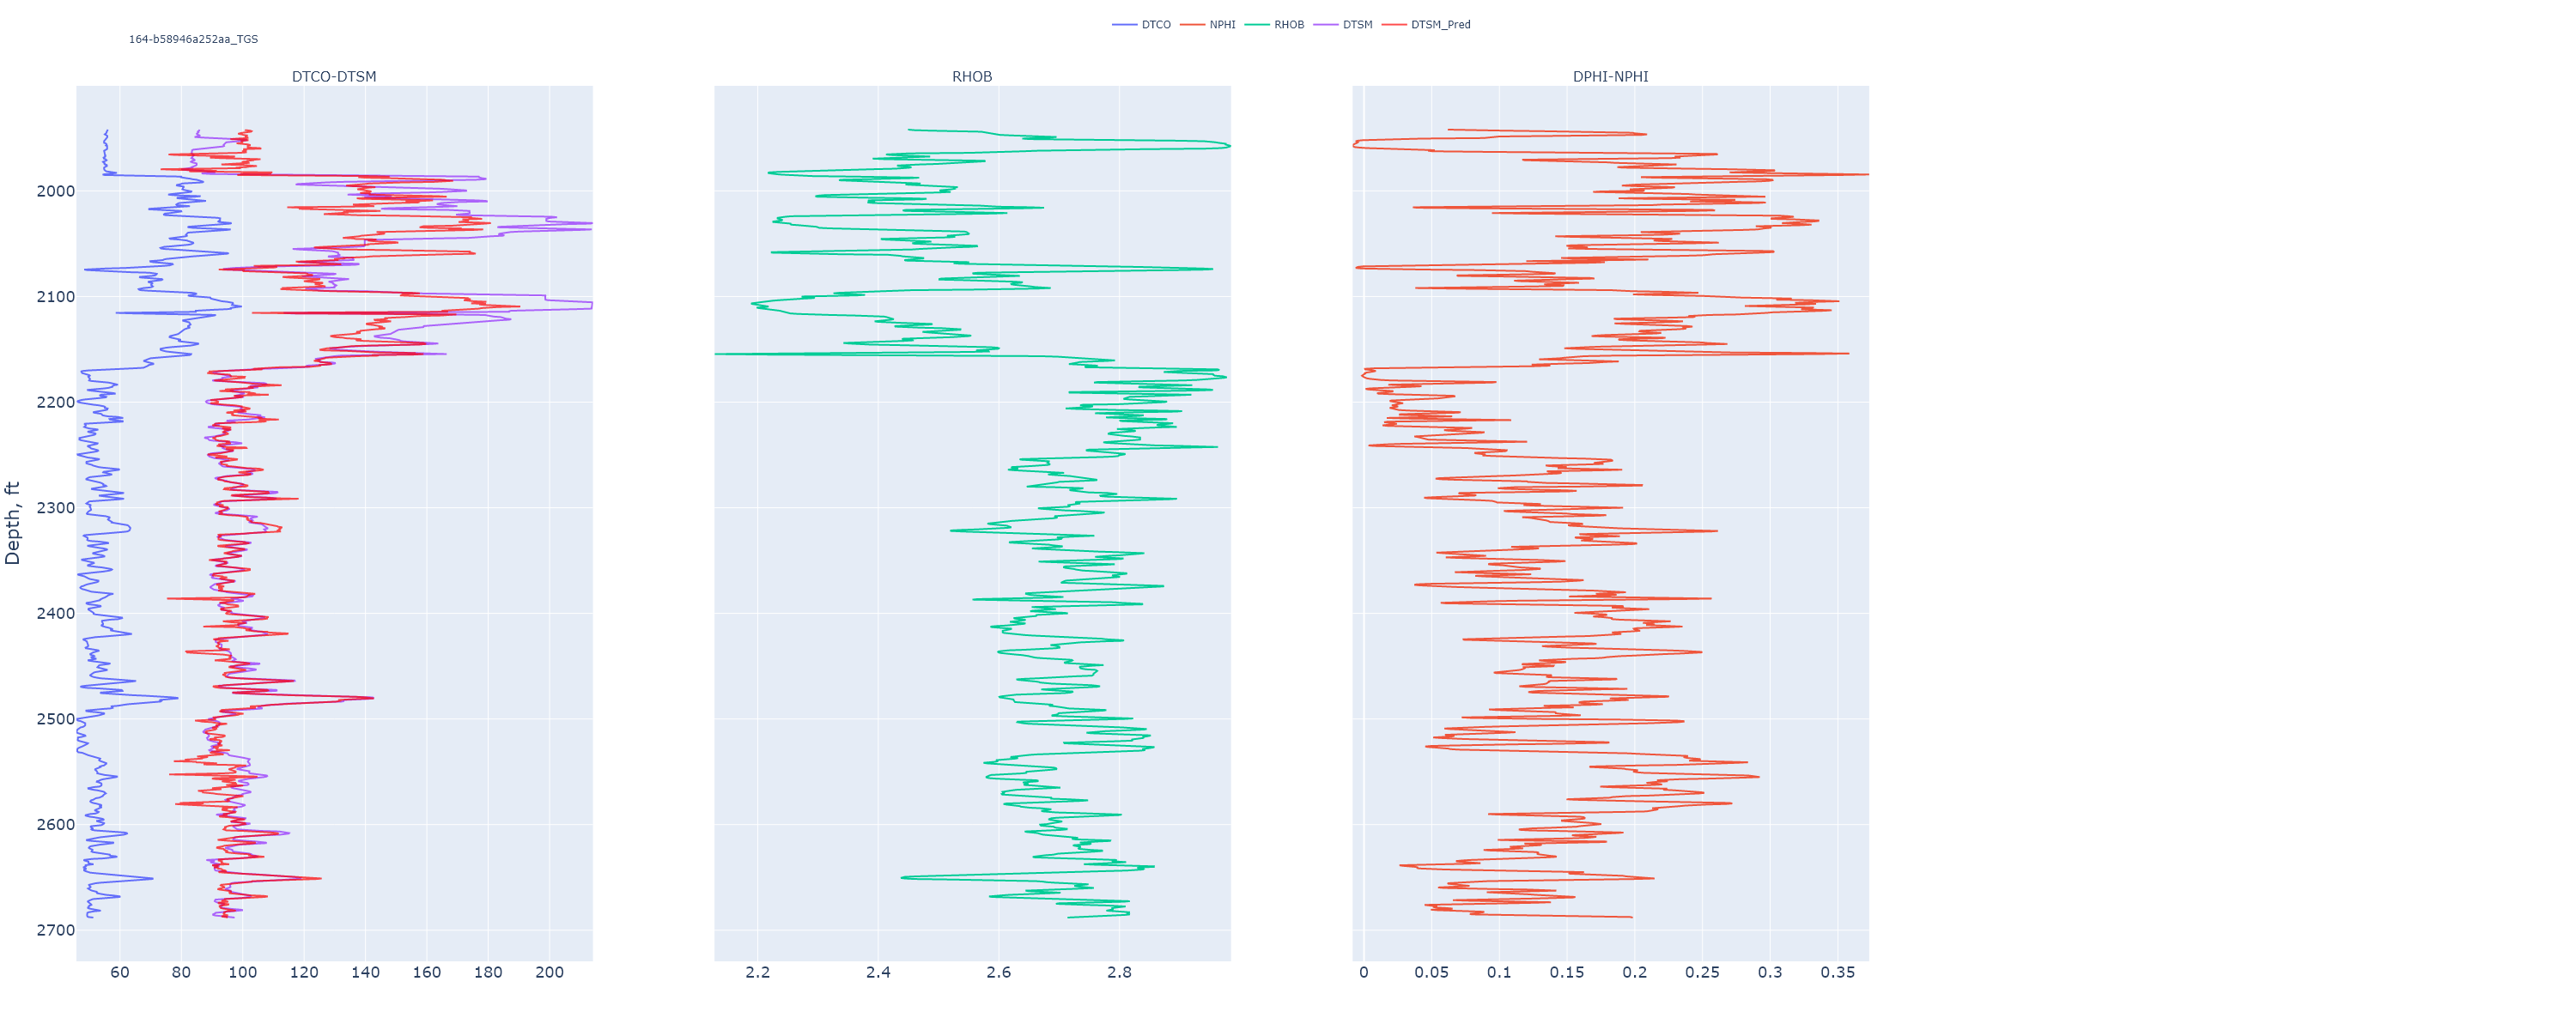 DTCO NPHI RHOB DTSM DTSM_Pred
164-b58946a252aa_TGS
DTCO-DTSM RHOB DPHI-NPHI
2000
2100
2200
2300
2400
2500
2600
2700
Depth, ft
60 80 100 120 140 160 180 200
2.2 2.4 2.6 2.8
0 0.05 0.1 0.15 0.2 0.25 0.3 0.35